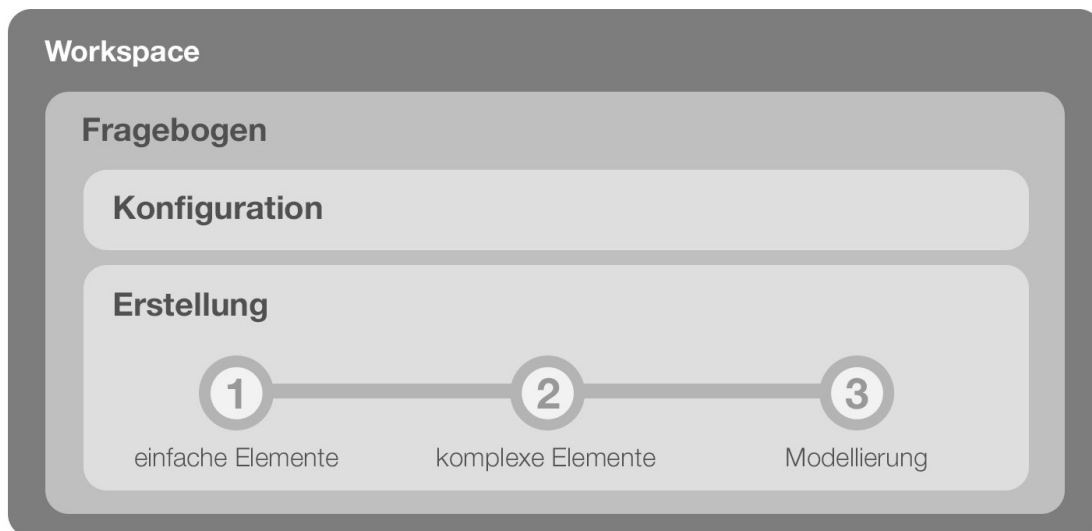 Workspace
Fragebogen
Konfiguration
Erstellung
1 2 3
einfache Elemente komplexe Elemente Modellierung